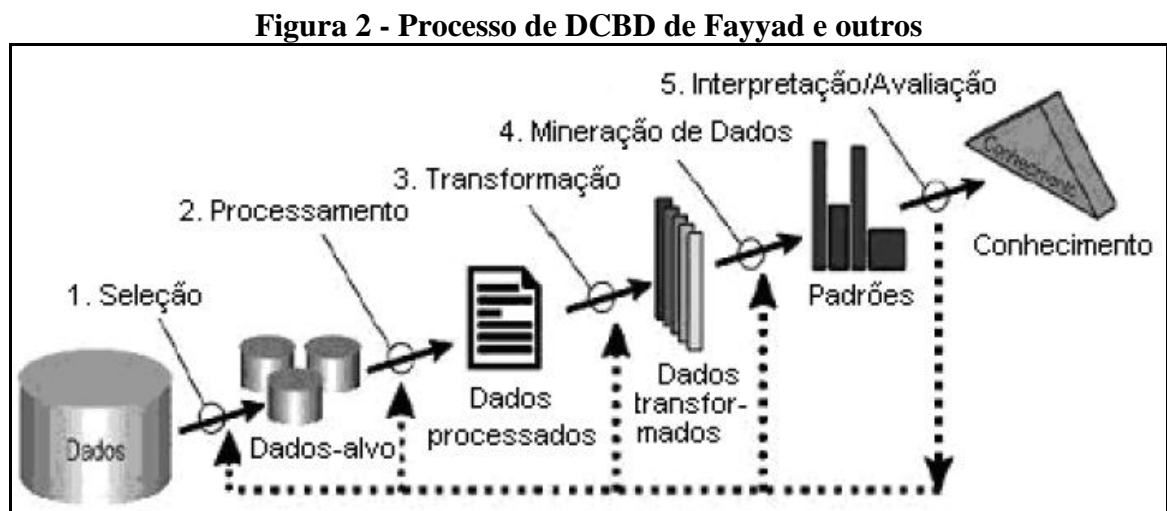 Figura 2 - Processo de DCBD de Fayyad e outros
5. Interpretação/Avaliação
4. Mineração de Dados
3. Transformação
2. Processamento
1. Seleção
Dados
Dados-alvo
Dados
processados
Dados
transfor-
mados
Padrões
Conhecimento
Conhecimento